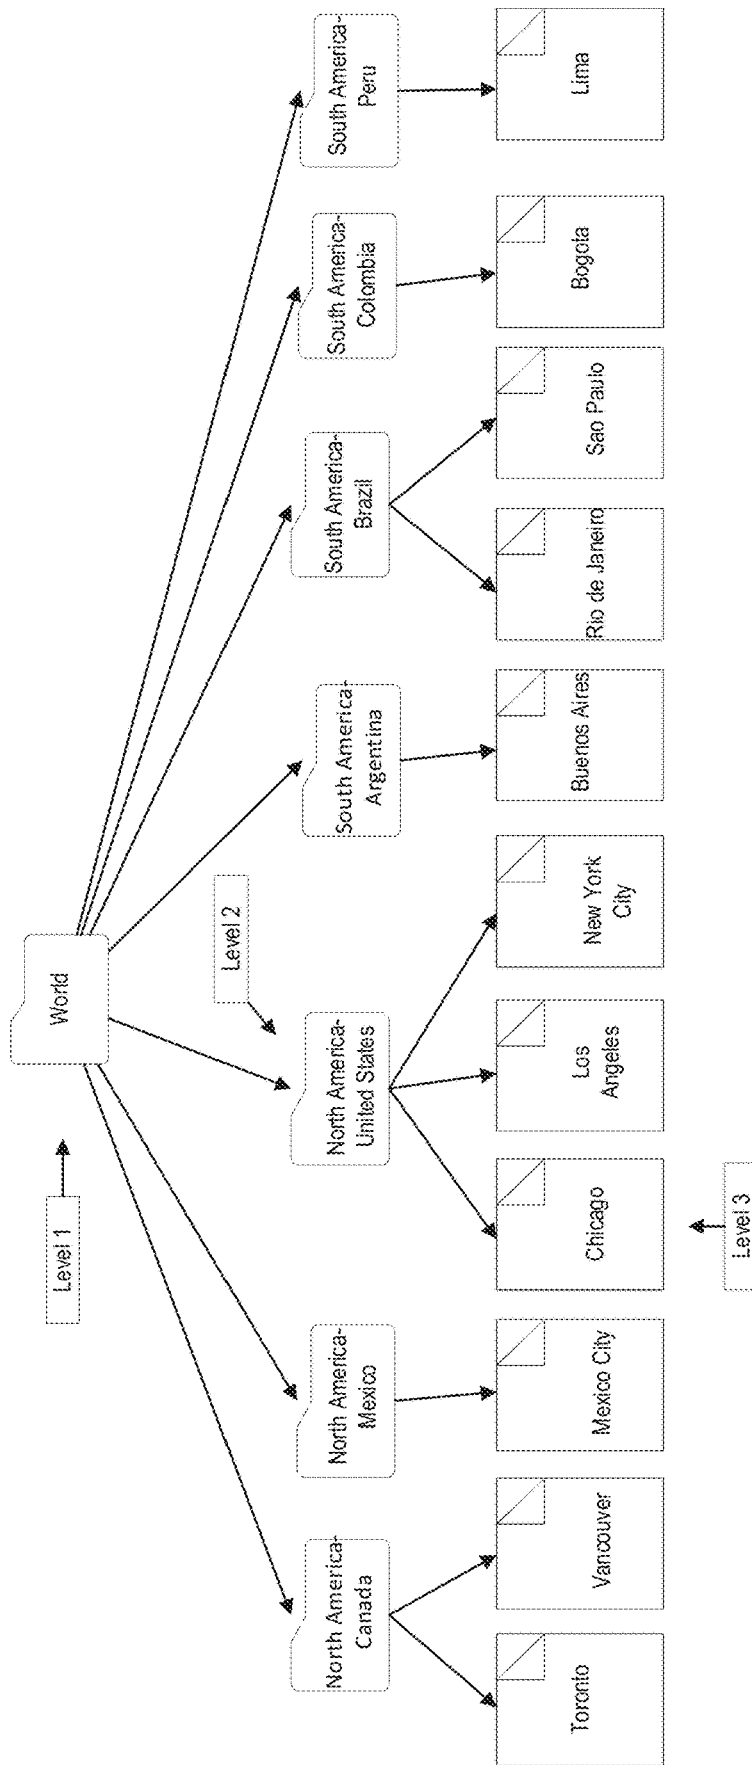 World
Level 1
Level 2
North America-
Canada
North America-
Mexico
North America-
United States
South America-
Argentina
South America-
Brazil
South America-
Colombia
South America-
Peru
Toronto
Vancouver
Mexico City
Chicago
Los
Angeles
New York
City
Buenos Aires
Rio de Janeiro
Sao Paulo
Bogota
Lima
Level 3